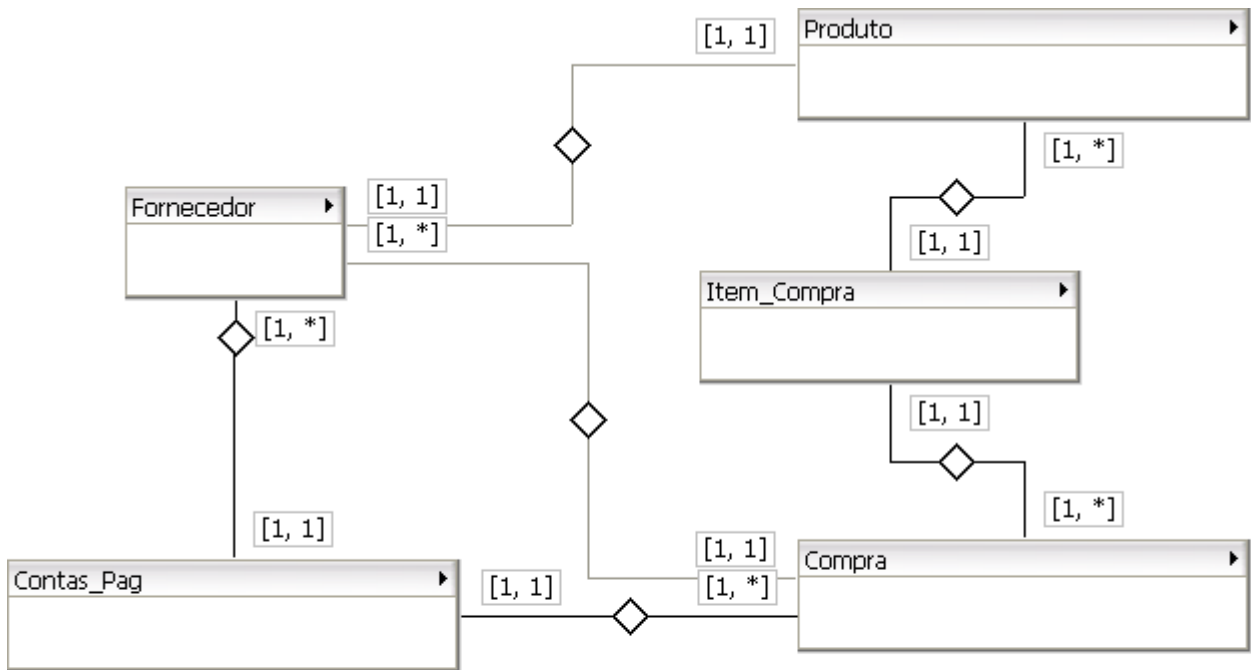 Produto
[1, 1]
[1, *]
Fornecedor
[1, 1]
[1, *]
[1, 1]
Item_Compra
[1, *]
[1, 1]
[1, *]
[1, 1]
[1, 1]
Compra
Contas_Pag
[1, 1]
[1, *]